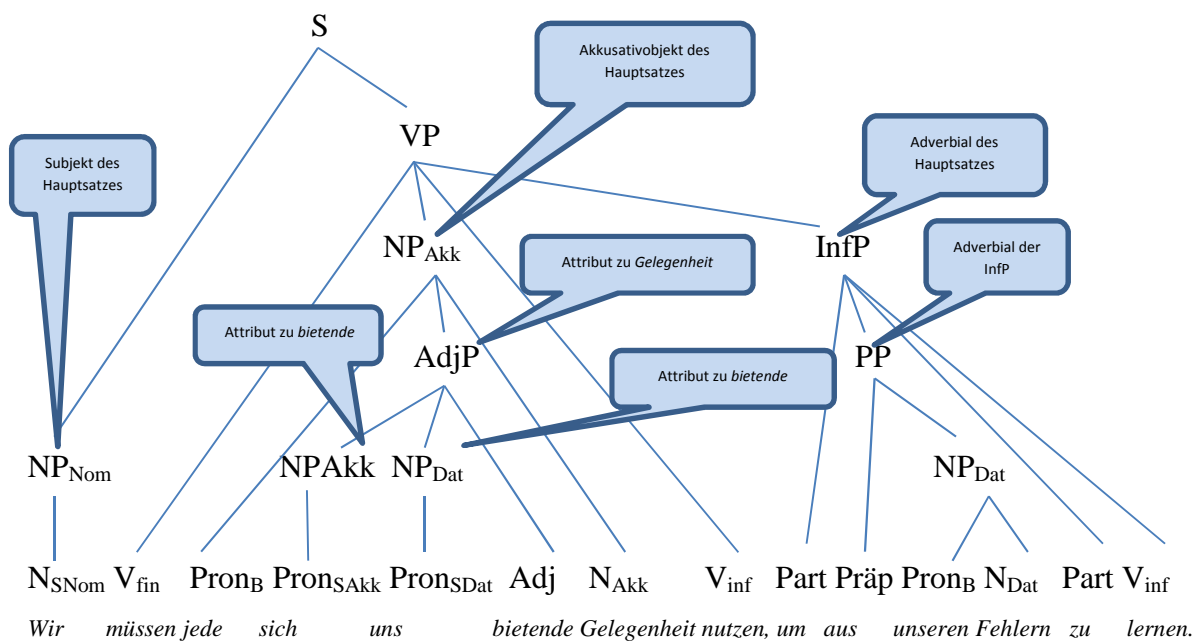 S
Akkusativobjekt des
Hauptsatzes
VP
Subjekt des
Hauptsatzes
Adverbial des
Hauptsatzes
NPAkk
InfP
Attribut zu Gelegenheit
Adverbial der
InfP
Attribut zu bietende
AdjP
PP
Attribut zu bietende
NPNom
NPAkk
NPDat
NPDat
NSNom Vfin PronB PronSAkk PronSDat Adj NAkk Vinf Part Präp PronB NDat Part Vinf
Wir müssen jede sich uns bietende Gelegenheit nutzen, um aus unseren Fehlern zu lernen.